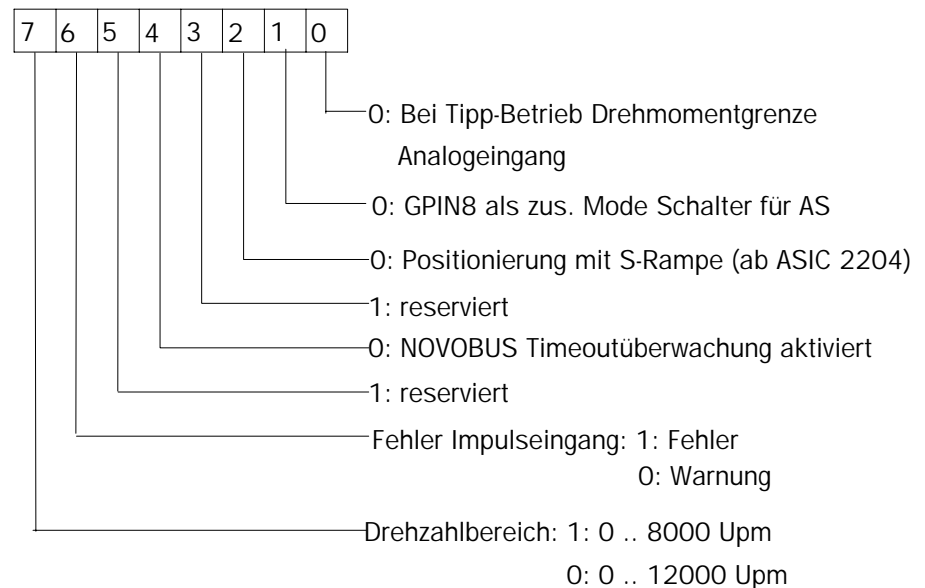 7 6 5 4 3 2 1 0
0: Bei Tipp-Betrieb Drehmomentgrenze
Analogeingang
0: GPIN8 als zus. Mode Schalter für AS
0: Positionierung mit S-Rampe (ab ASIC 2204)
1: reserviert
0: NOVOBUS Timeoutüberwachung aktiviert
1: reserviert
Fehler Impulseingang: 1: Fehler
0: Warnung
Drehzahlbereich: 1: 0 .. 8000 Upm
0: 0 .. 12000 Upm